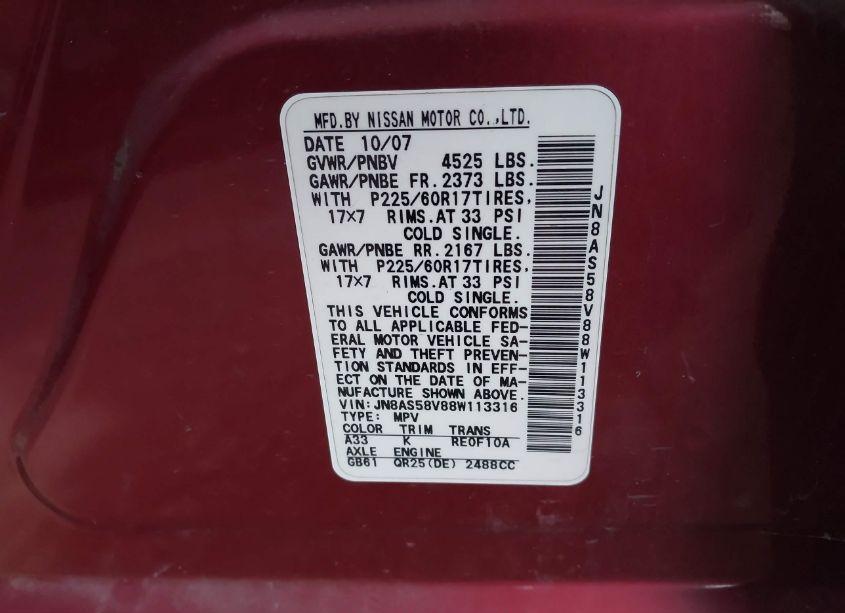 MFD.BY NISSAN MOTOR CO.,LTD.
DATE 10/07
GVWR/PNBV 4525 LBS.
GAWR/PNBE FR. 2373 LBS.
WITH P225/60R17TIRES,
17×7 RIMS.AT 33 PSI
COLD SINGLE.
GAWR/PNBE RR. 2167 LBS.
WITH P225/60R17TIRES,
17×7 RIMS.AT 33 PSI
COLD SINGLE.
THIS VEHICLE CONFORMS
TO ALL APPLICABLE FED-
ERAL MOTOR VEHICLE SA-
FETY AND THEFT PREVEN-
TION STANDARDS IN EFF-
ECT ON THE DATE OF MA-
NUFACTURE SHOWN ABOVE.
VIN:JN8AS58V88W113316
TYPE: MPV
COLOR TRIM TRANS
A33 K RE0F10A
AXLE ENGINE
GB61 QR25(DE) 2488CC
JN8AS58V88W113316